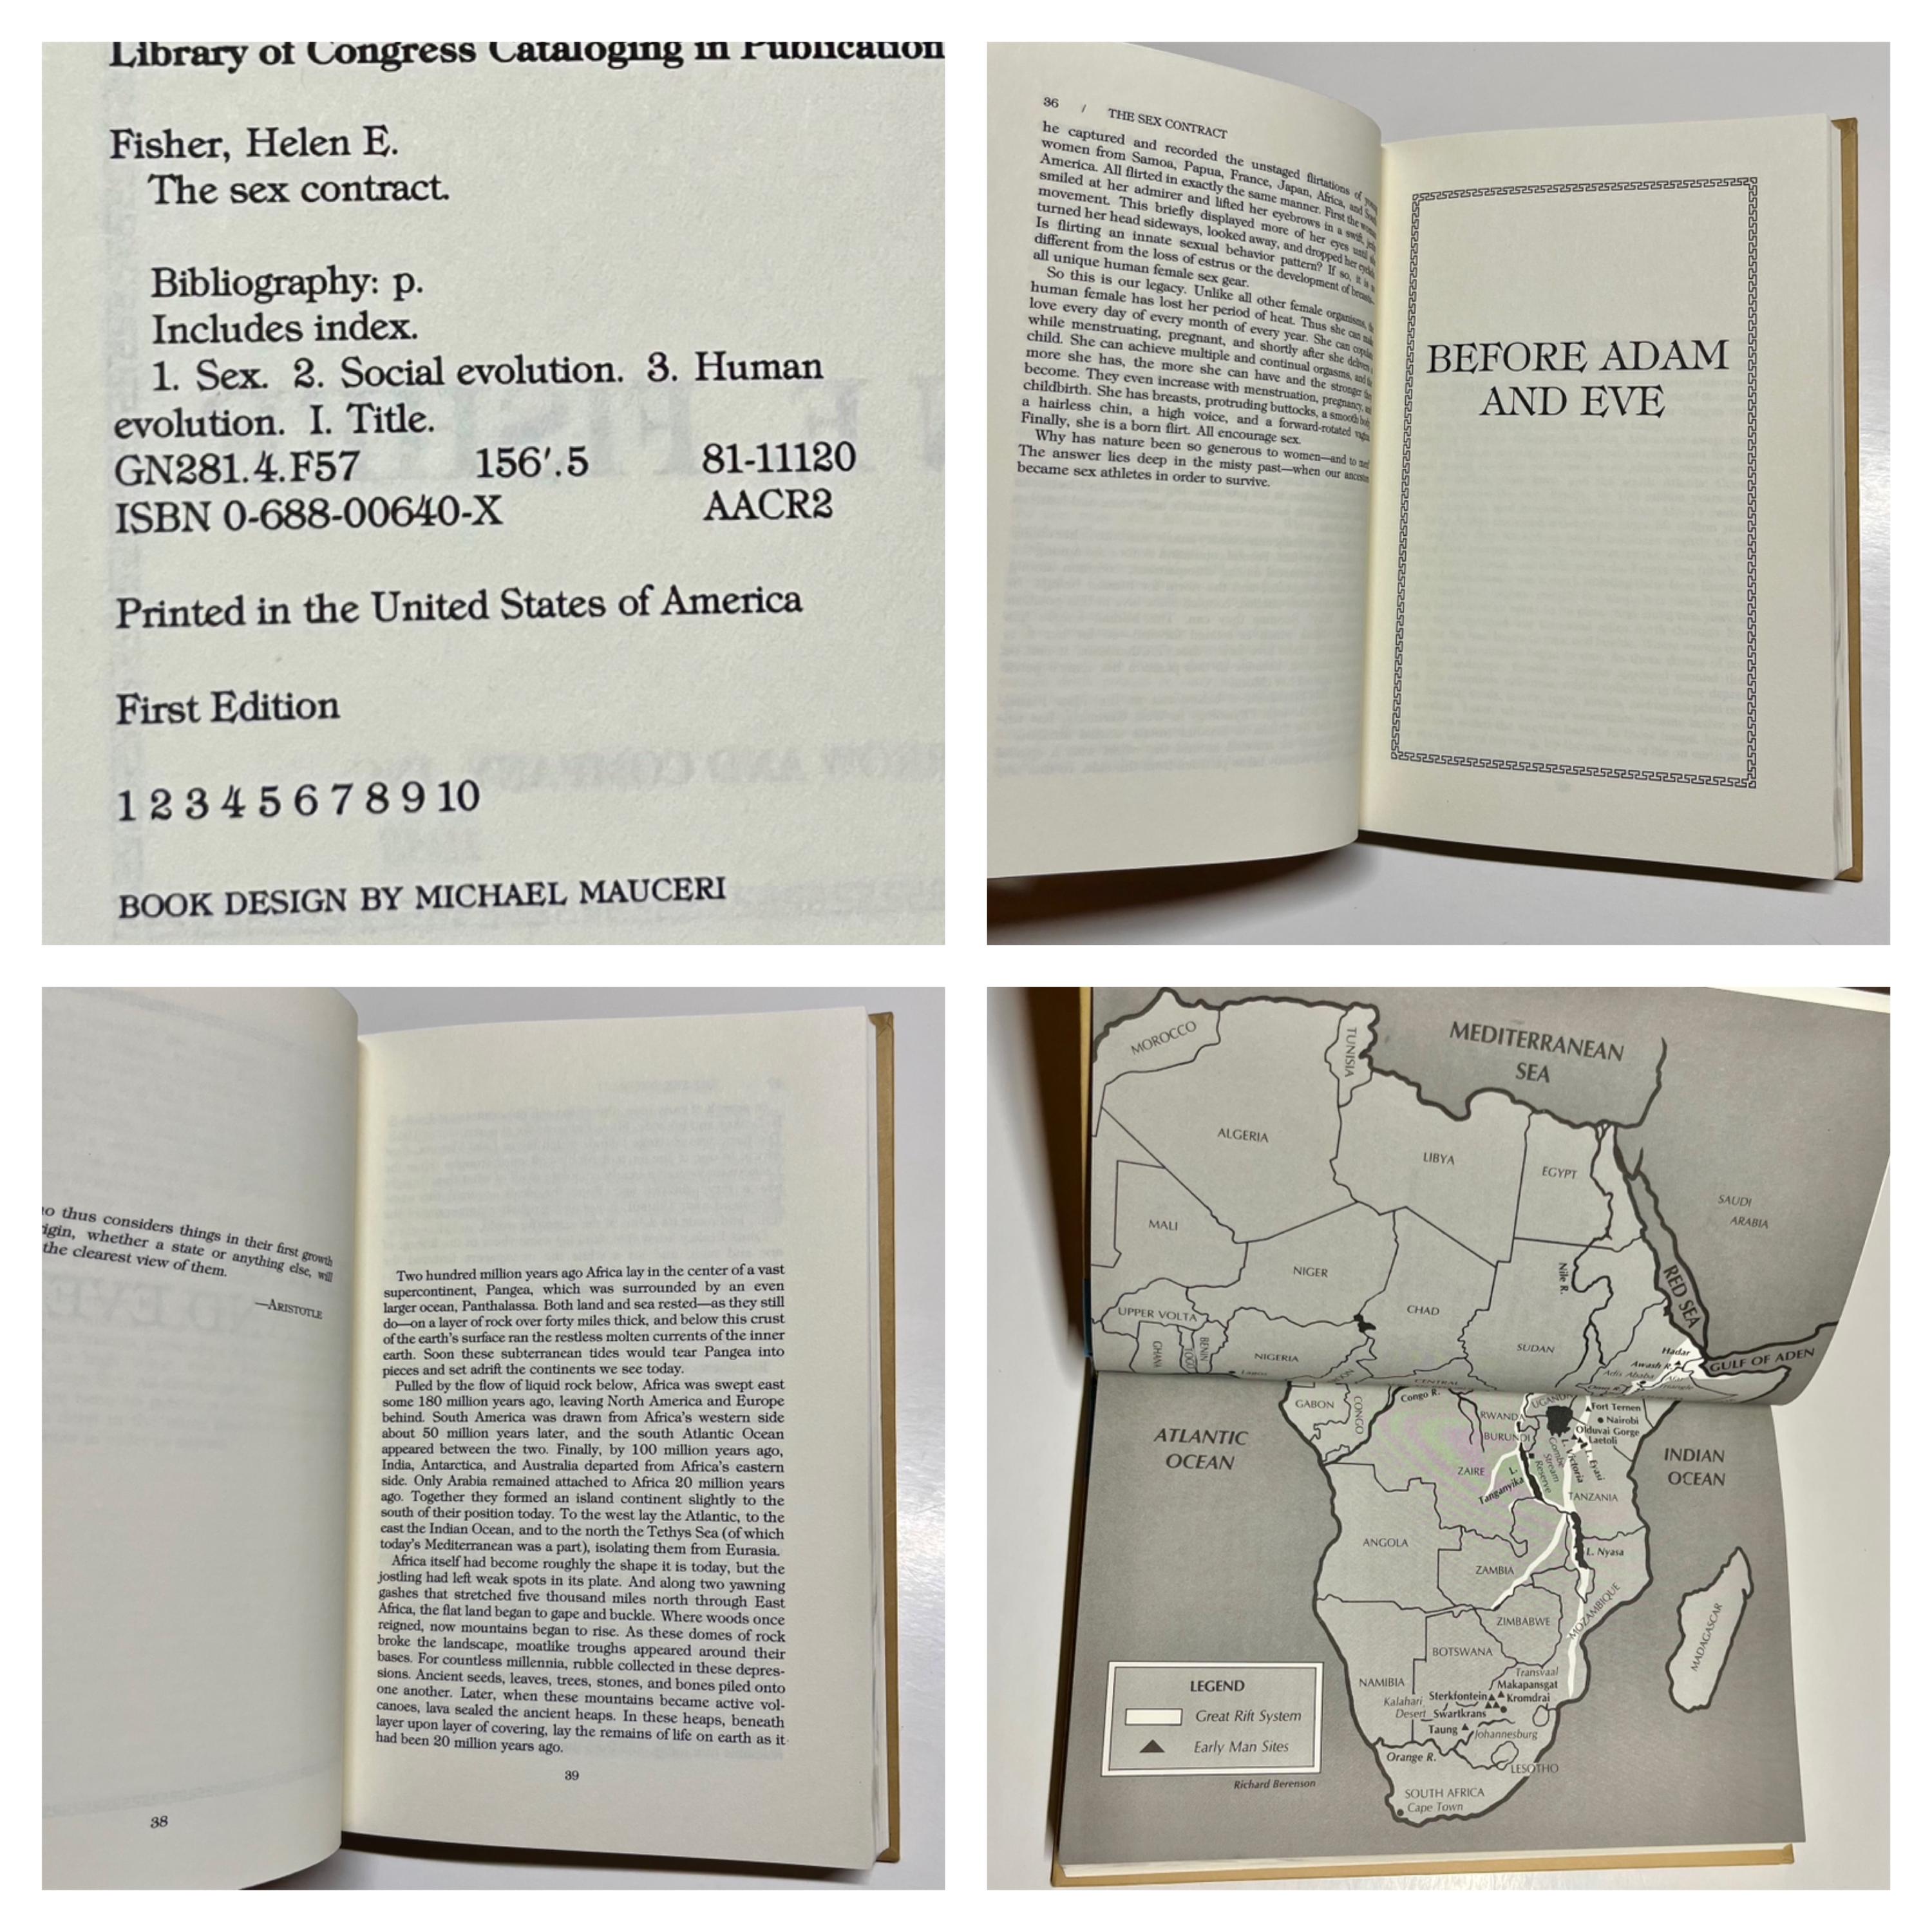 Library of Congress Cataloging in Publication
Fisher, Helen E.
The sex contract.
Bibliography: p.
Includes index.
1. Sex. 2. Social evolution. 3. Human
evolution. I. Title.
GN281.4.F57 156'.5 81-11120
ISBN 0-688-00640-X AACR2
Printed in the United States of America
First Edition
1 2 3 4 5 6 7 8 9 10
BOOK DESIGN BY MICHAEL MAUCERI
36 / THE SEX CONTRACT
he captured and recorded the unstaged flirtations of
women from Samoa, Papua, France, Japan, Africa, and
America. All flirted in exactly the same manner. First the
smiled at her admirer and lifted her eyebrows in a swift,
movement. This briefly displayed more of her eyes
turned her head sideways, looked away, and dropped her
Is flirting an innate sexual behavior pattern? If so, it is
different from the loss of estrus or the development of
all unique human female sex gear.
So this is our legacy. Unlike all other female organisms,
human female has lost her period of heat. Thus she can
love every day of every month of every year. She can
while menstruating, pregnant, and shortly after she
child. She can achieve multiple and continual orgasms, and
more she has, the more she can have and the stronger
become. They even increase with menstruation, pregnancy,
childbirth. She has breasts, protruding buttocks, a smooth
a hairless chin, a high voice, and a forward-rotated
Finally, she is a born flirt. All encourage sex.
Why has nature been so generous to women—and to
The answer lies deep in the misty past—when our
became sex athletes in order to survive.
BEFORE ADAM
AND EVE
thus considers things in their first growth
whether a state or anything else, will
the clearest view of them.
—ARISTOTLE
38
Two hundred million years ago Africa lay in the center of a vast
supercontinent, Pangea, which was surrounded by an even
larger ocean, Panthalassa. Both land and sea rested—as they still
do—on a layer of rock over forty miles thick, and below this crust
of the earth's surface ran the restless molten currents of the inner
earth. Soon these subterranean tides would tear Pangea into
pieces and set adrift the continents we see today.
Pulled by the flow of liquid rock below, Africa was swept east
some 180 million years ago, leaving North America and Europe
behind. South America was drawn from Africa's western side
about 50 million years later, and the south Atlantic Ocean
appeared between the two. Finally, by 100 million years ago,
India, Antarctica, and Australia departed from Africa's eastern
side. Only Arabia remained attached to Africa 20 million years
ago. Together they formed an island continent slightly to the
south of their position today. To the west lay the Atlantic, to the
east the Indian Ocean, and to the north the Tethys Sea (of which
today's Mediterranean was a part), isolating them from Eurasia.
Africa itself had become roughly the shape it is today, but the
jostling had left weak spots in its plate. And along two yawning
gashes that stretched five thousand miles north through East
Africa, the flat land began to gape and buckle. Where woods once
reigned, now mountains began to rise. As these domes of rock
broke the landscape, moatlike troughs appeared around their
bases. For countless millennia, rubble collected in these depres-
sions. Ancient seeds, leaves, trees, stones, and bones piled onto
one another. Later, when these mountains became active vol-
canoes, lava sealed the ancient heaps. In these heaps, beneath
layer upon layer of covering, lay the remains of life on earth as it
had been 20 million years ago.
39
MOROCCO
TUNISIA
MEDITERRANEAN
SEA
ALGERIA
LIBYA
EGYPT
SAUDI
ARABIA
MALI
NIGER
CHAD
Nile R.
RED SEA
UPPER VOLTA
GHANA
TOGO
BENIN
NIGERIA
Lagos
SUDAN
Hadar
Awash R.
Adis Ababa
Afar
Triangle
GULF OF ADEN
CENTRAL
GABON
CONGO
Congo R.
RWANDA
UGANDA
BURUNDI
Fort Ternen
Nairobi
Olduvai Gorge
Laetoli
L. Victoria
L. Eyasi
Gombe
Stream
Reserve
ATLANTIC
OCEAN
INDIAN
OCEAN
ZAIRE
L.
Tanganyika
TANZANIA
ANGOLA
ZAMBIA
L. Nyasa
ZIMBABWE
MOZAMBIQUE
MADAGASCAR
BOTSWANA
NAMIBIA
Transvaal
Makapansgat
Kalahari
Desert
Sterkfontein
Kromdrai
Swartkrans
Taung
Johannesburg
Orange R.
LESOTHO
SOUTH AFRICA
Cape Town
LEGEND
Great Rift System
Early Man Sites
Richard Berenson